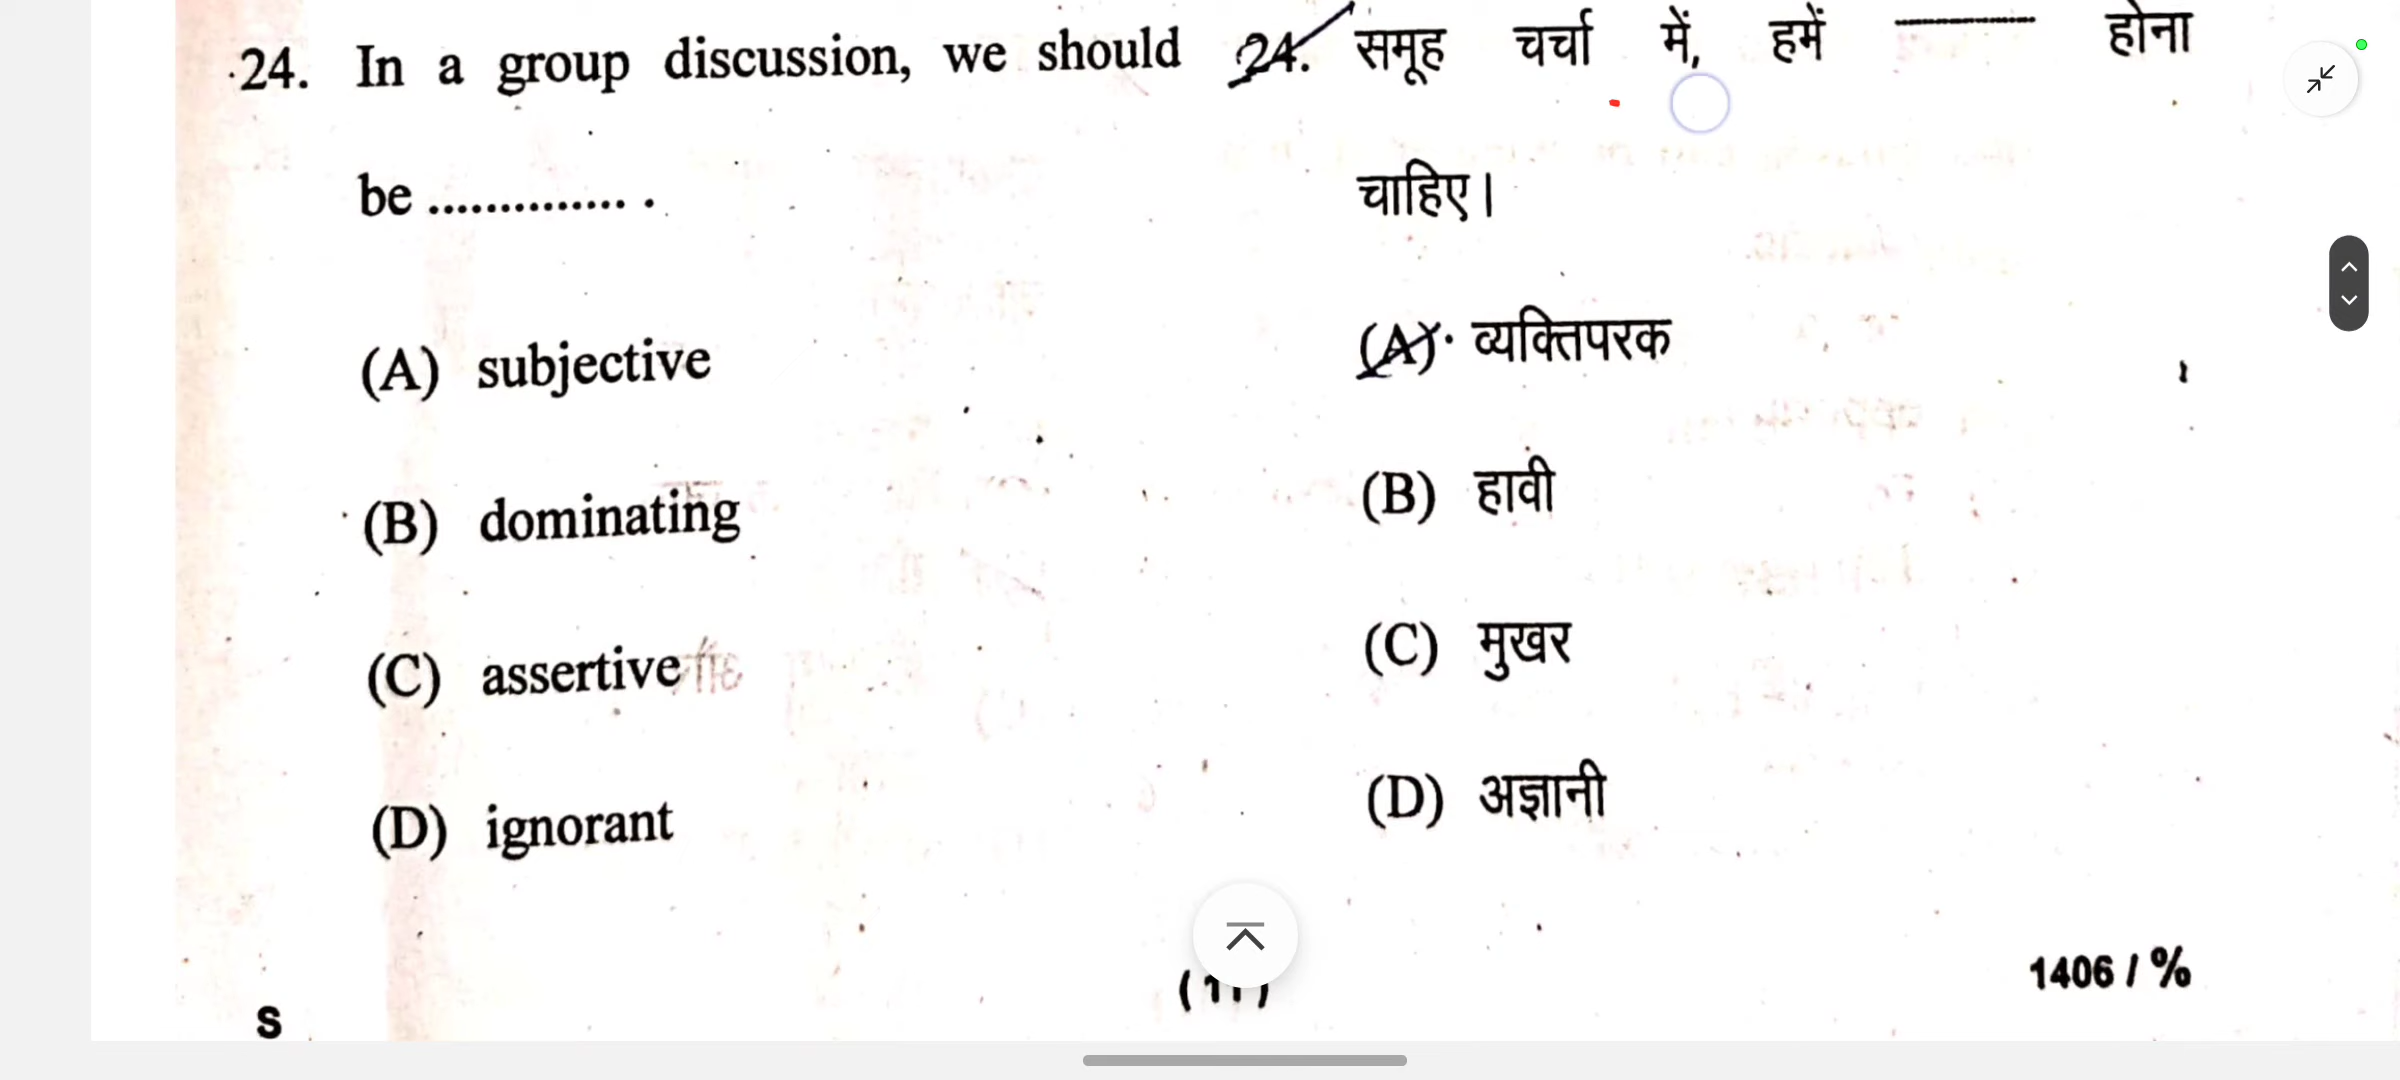 24. In a group discussion, we should
be .............. .
(A) subjective
(B) dominating
(C) assertive
(D) ignorant
24. समूह चर्चा में, हमें ———— होना
चाहिए।
(A) व्यक्तिपरक
(B) हावी
(C) मुखर
(D) अज्ञानी
S
1406 / %